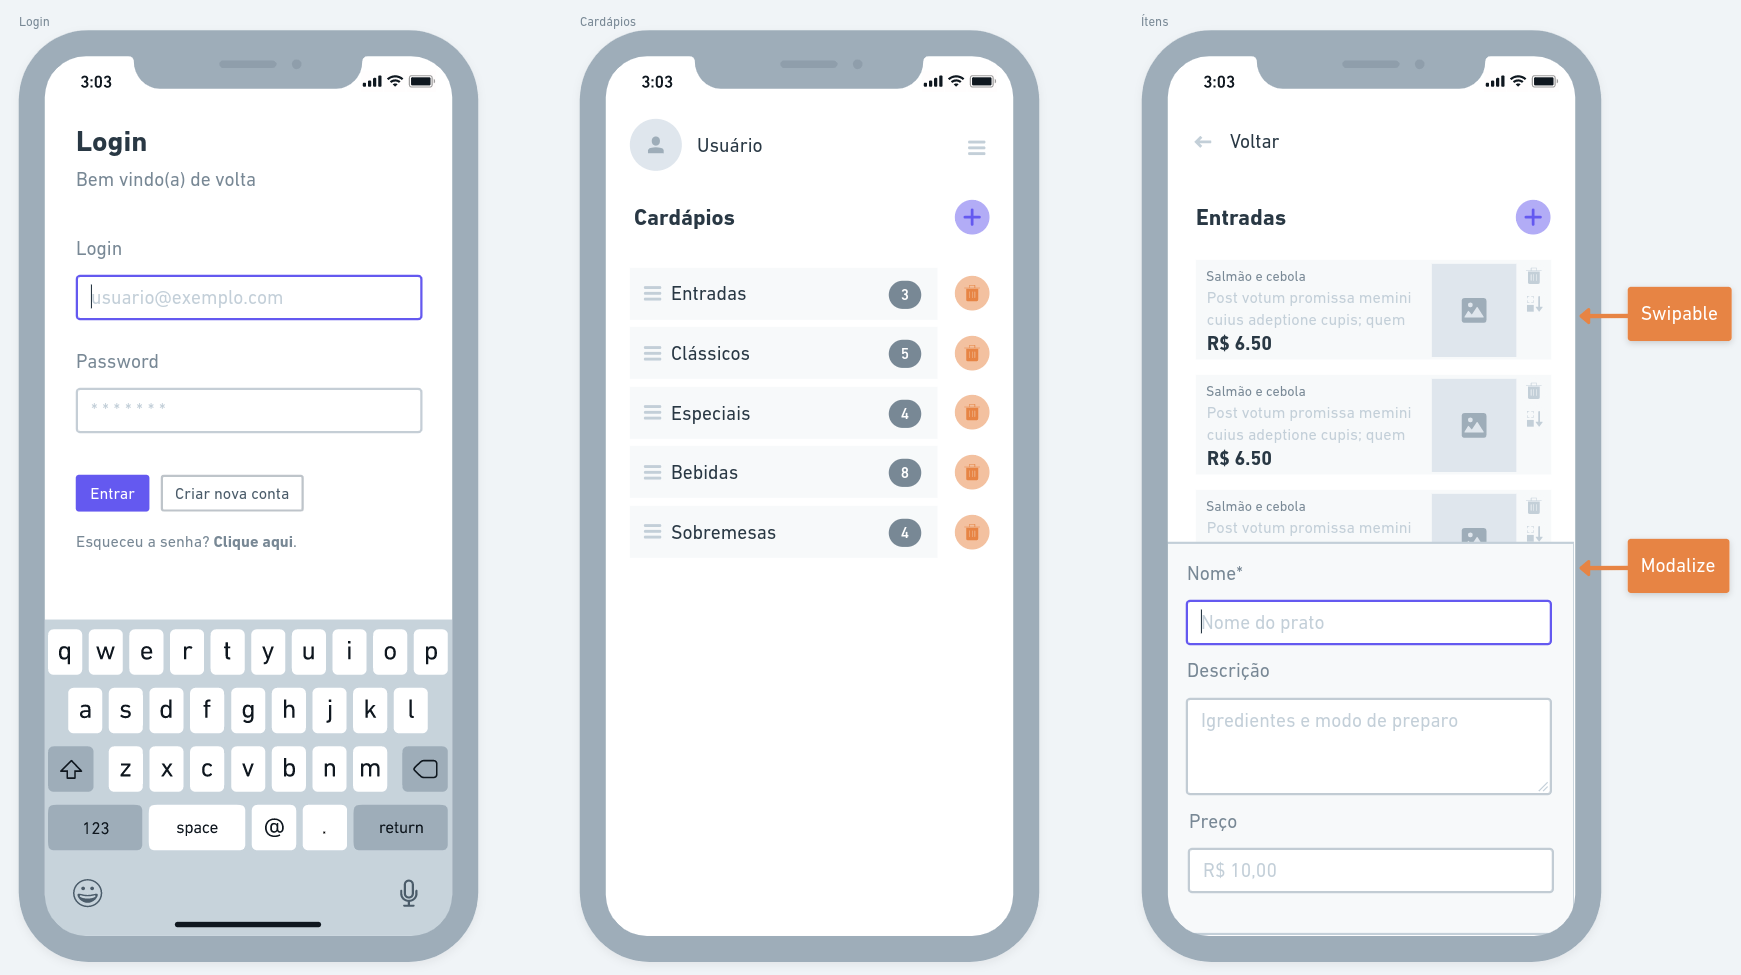 Login
3:03
Login
Bem vindo(a) de volta
Login
usuario@exemplo.com
Password
*******
Entrar
Criar nova conta
Esqueceu a senha? Clique aqui.
q w e r t y u i o p
a s d f g h j k l
z x c v b n m
123 space @ . return
Cardápios
3:03
Usuário
Cardápios
Entradas 3
Clássicos 5
Especiais 4
Bebidas 8
Sobremesas 4
Ítens
3:03
Voltar
Entradas
Salmão e cebola
Post votum promissa memini
cuius adeptione cupis; quem
R$ 6.50
Salmão e cebola
Post votum promissa memini
cuius adeptione cupis; quem
R$ 6.50
Salmão e cebola
Post votum promissa memini
Nome*
Nome do prato
Descrição
Igredientes e modo de preparo
Preço
R$ 10,00
Swipable
Modalize